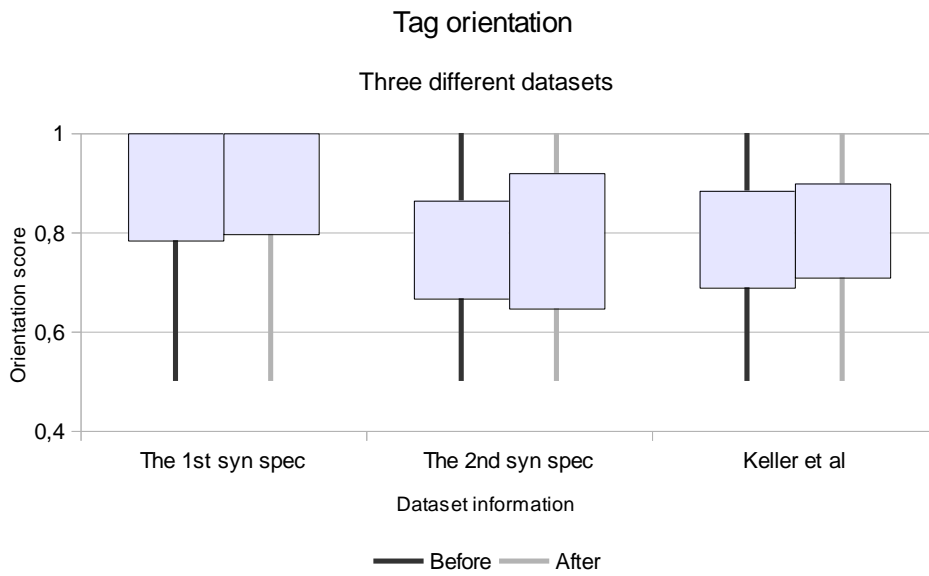 Tag orientation
Three different datasets
1
0,8
0,6
0,4
Orientation score
The 1st syn spec
The 2nd syn spec
Keller et al
Dataset information
Before
After